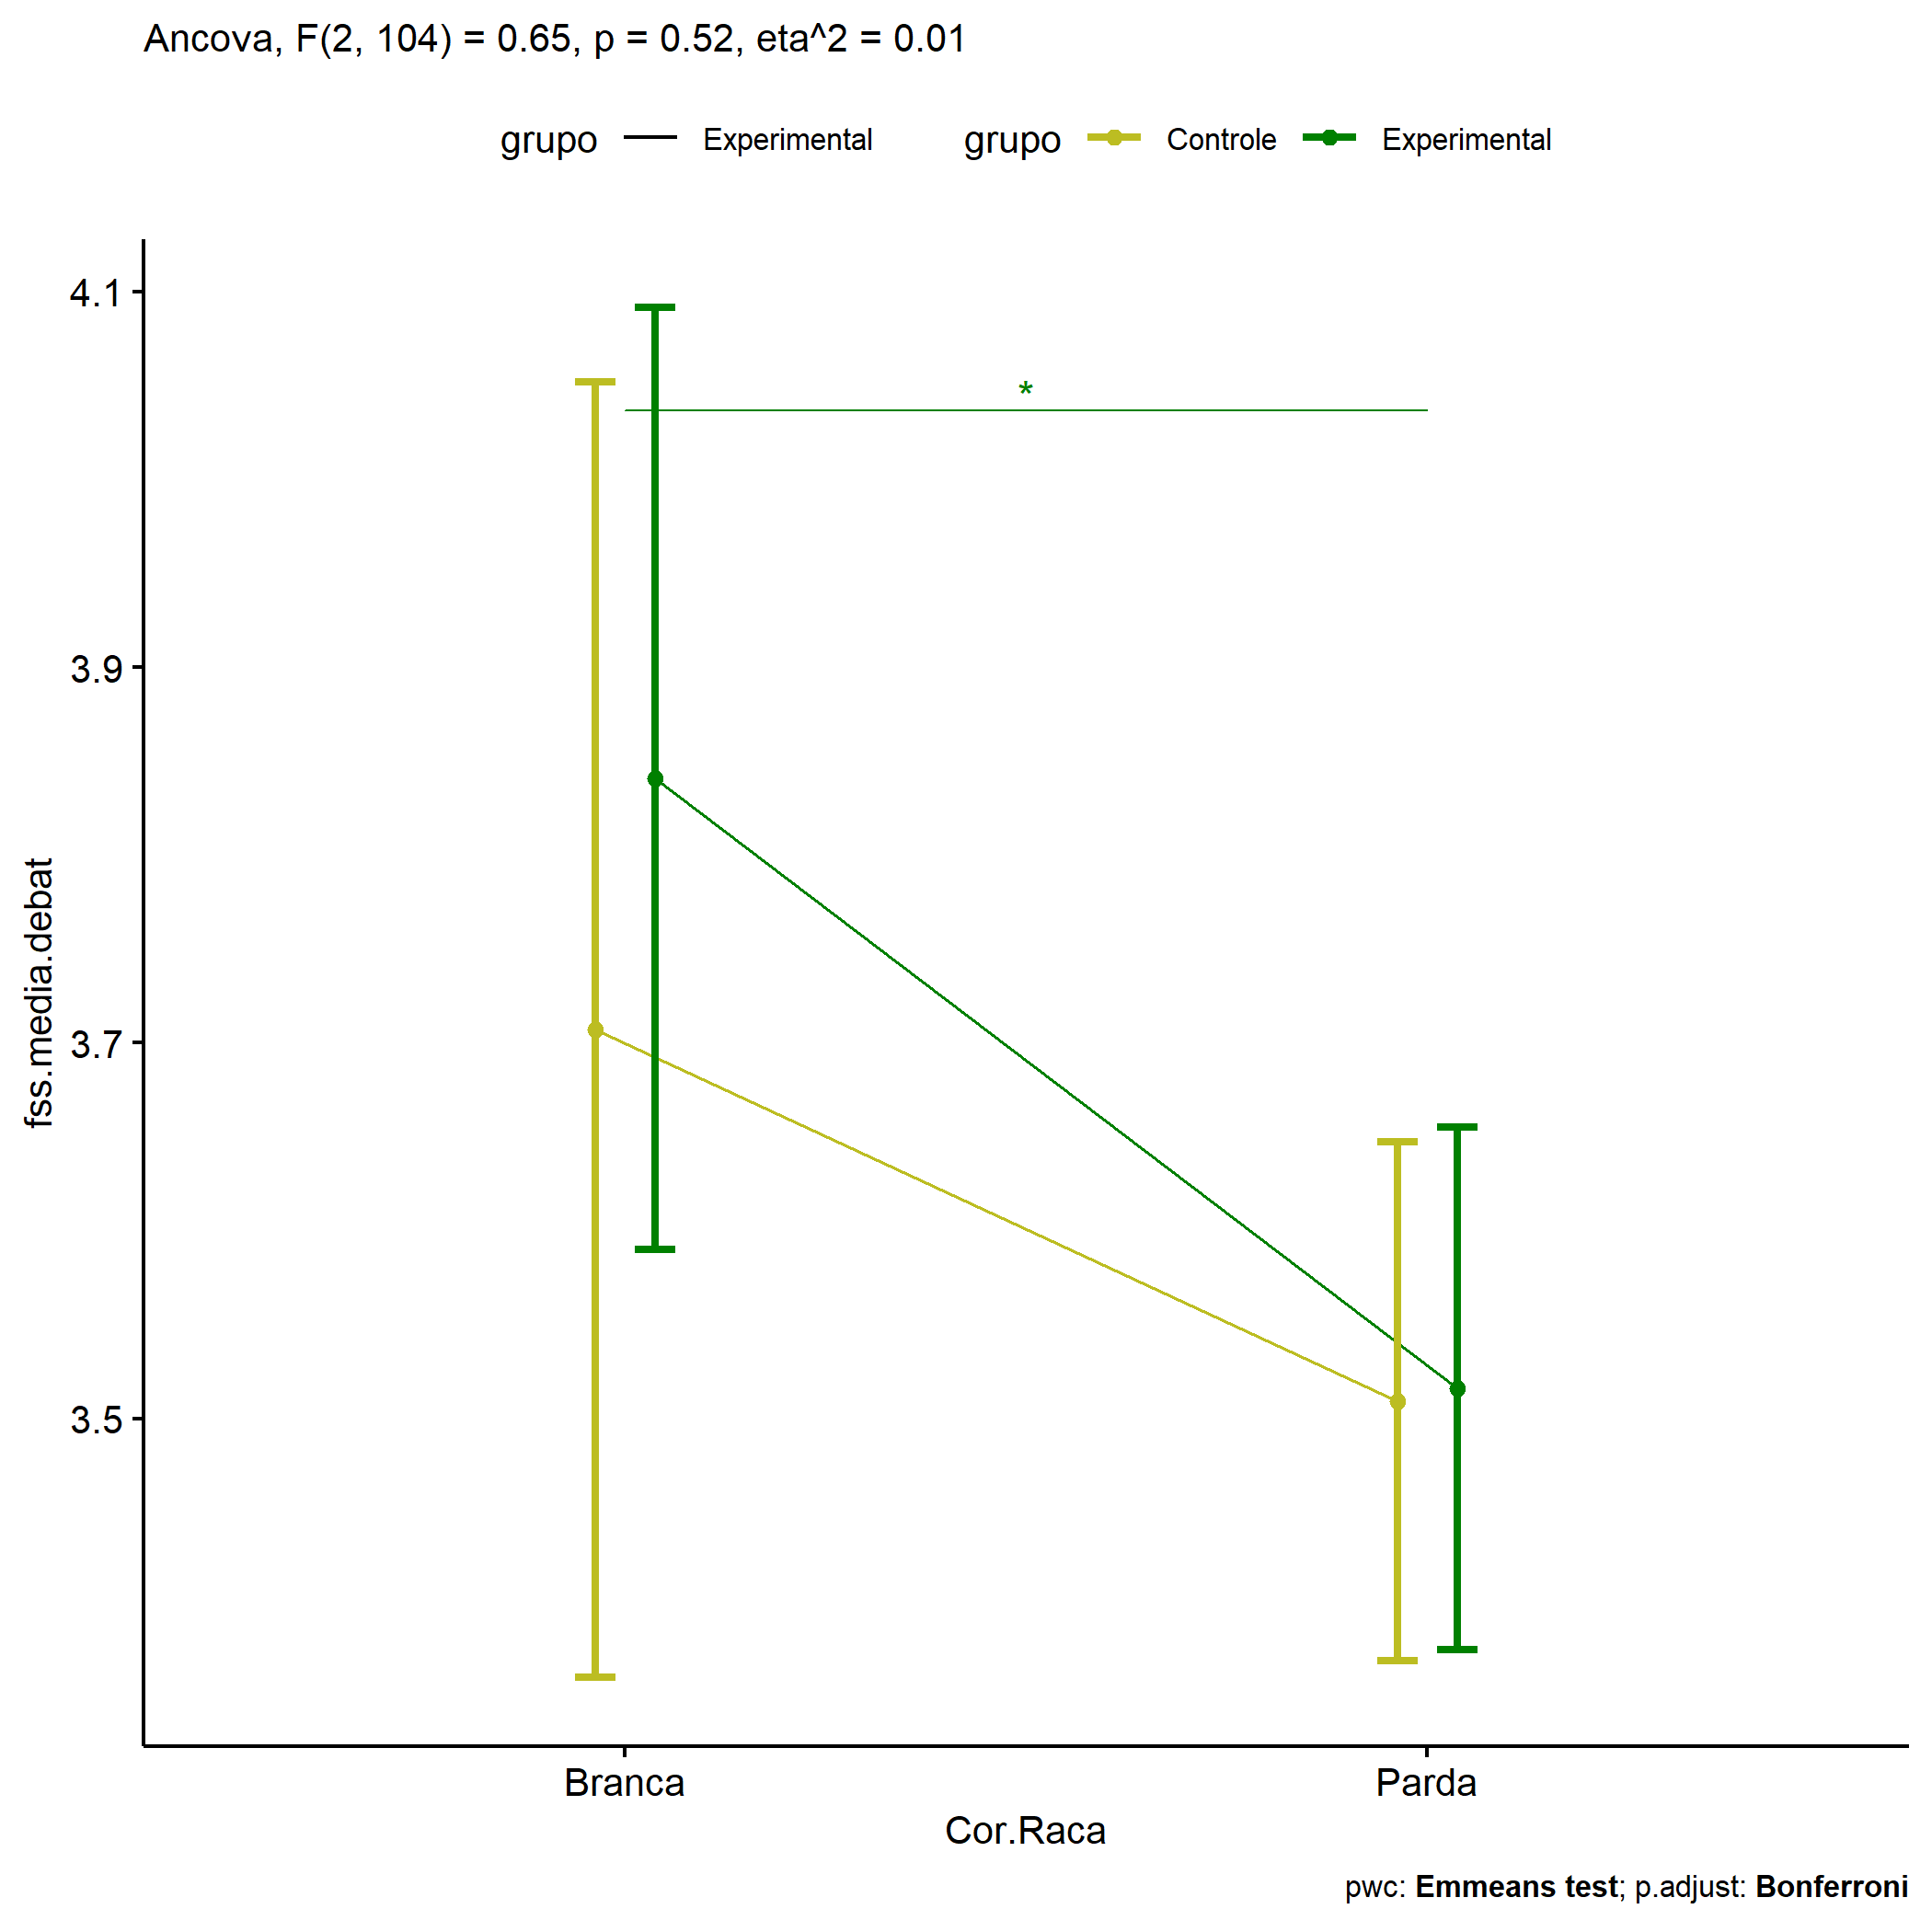 Ancova, F(2, 104) = 0.65, p = 0.52, eta^2 = 0.01
grupo Experimental grupo Controle Experimental
4.1
*
3.9
3.7
3.5
fss.media.debat
Branca Parda
Cor.Raca
pwc: Emmeans test; p.adjust: Bonferroni